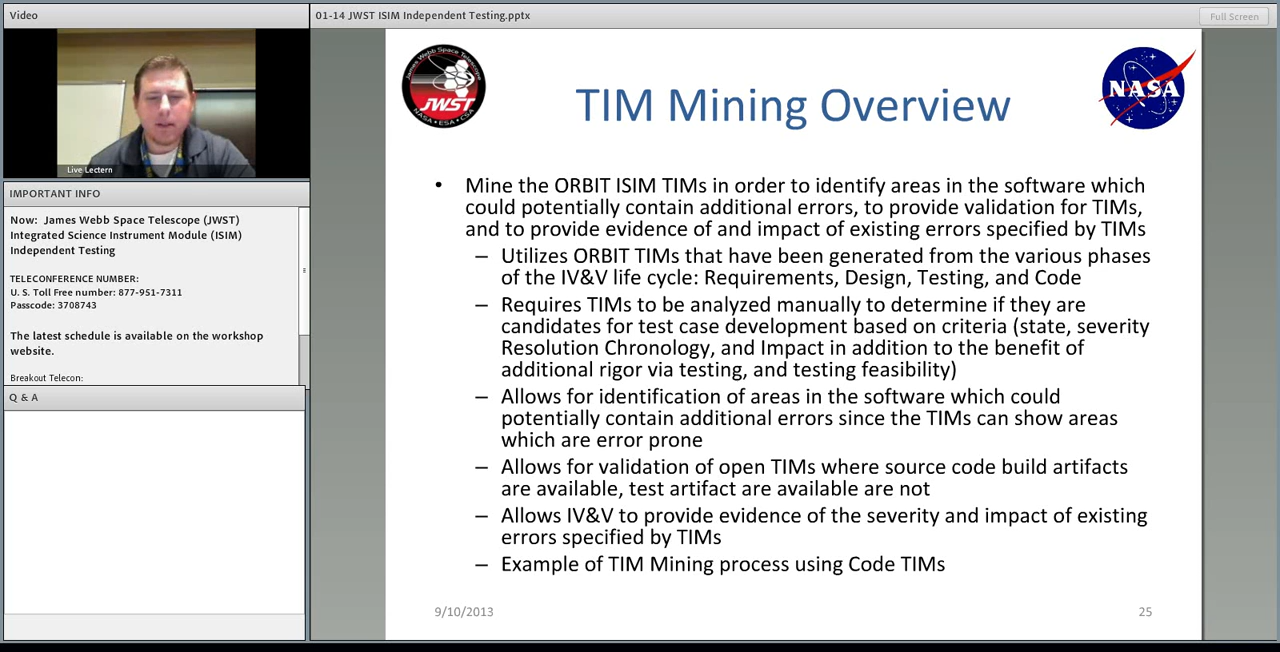 Video
01-14 JWST ISIM Independent Testing.pptx
Full Screen
Live Lectern
IMPORTANT INFO
Now:  James Webb Space Telescope (JWST)
Integrated Science Instrument Module (ISIM)
Independent Testing
TELECONFERENCE NUMBER:
U. S. Toll Free number: 877-951-7311
Passcode: 3708743
The latest schedule is available on the workshop
website.
Breakout Telecon:
Q & A
James Webb Space Telescope
JWST
NASA • ESA • CSA
NASA
TIM Mining Overview
• Mine the ORBIT ISIM TIMs in order to identify areas in the software which
could potentially contain additional errors, to provide validation for TIMs,
and to provide evidence of and impact of existing errors specified by TIMs
– Utilizes ORBIT TIMs that have been generated from the various phases
of the IV&V life cycle: Requirements, Design, Testing, and Code
– Requires TIMs to be analyzed manually to determine if they are
candidates for test case development based on criteria (state, severity
Resolution Chronology, and Impact in addition to the benefit of
additional rigor via testing, and testing feasibility)
– Allows for identification of areas in the software which could
potentially contain additional errors since the TIMs can show areas
which are error prone
– Allows for validation of open TIMs where source code build artifacts
are available, test artifact are available are not
– Allows IV&V to provide evidence of the severity and impact of existing
errors specified by TIMs
– Example of TIM Mining process using Code TIMs
9/10/2013
25